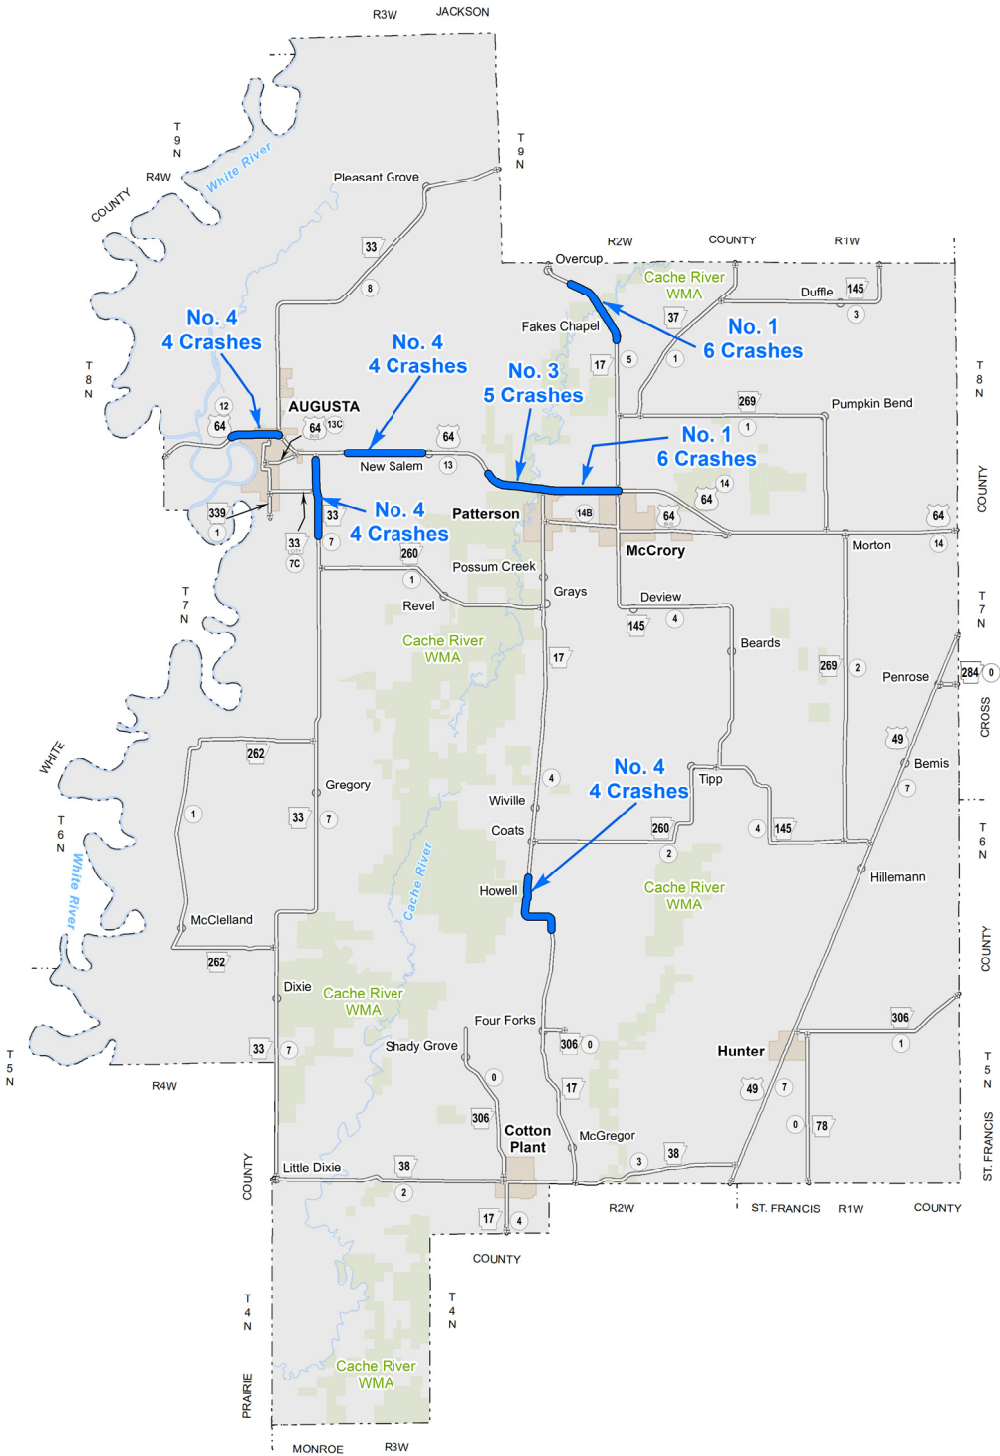 R3W
JACKSON
T
9
N
T
9
N
White River
R4W
COUNTY
Pleasant Grove
33
8
R2W
COUNTY
R1W
Overcup
Cache River
WMA
Duffle
145
3
37
1
No. 4
4 Crashes
No. 4
4 Crashes
Fakes Chapel
No. 1
6 Crashes
17
5
No. 3
5 Crashes
T
8
N
T
8
N
12
64
AUGUSTA
64
BUS
13C
64
13
New Salem
269
1
Pumpkin Bend
No. 1
6 Crashes
14
64
COUNTY
339
1
33
7C
No. 4
4 Crashes
33
7
Patterson
14B
64
BUS
McCrory
64
14
Morton
260
1
Possum Creek
Revel
Grays
Deview
145
4
T
7
N
T
7
N
Cache River
WMA
17
Beards
269
2
Penrose
284
0
CROSS
WHITE
262
1
Gregory
33
7
No. 4
4 Crashes
4
Wiville
Coats
Tipp
260
2
4
145
49
Bemis
7
T
6
N
T
6
N
White River
Cache River
Howell
Cache River
WMA
Hillemann
McClelland
262
COUNTY
Dixie
Cache River
WMA
Four Forks
Shady Grove
306
0
306
1
33
7
T
5
N
T
5
N
R4W
0
306
17
Hunter
49
7
0
78
Cotton
Plant
McGregor
ST. FRANCIS
COUNTY
Little Dixie
38
2
3
38
17
4
R2W
ST. FRANCIS
R1W
COUNTY
COUNTY
T
4
N
T
4
N
PRAIRIE
Cache River
WMA
MONROE
R3W